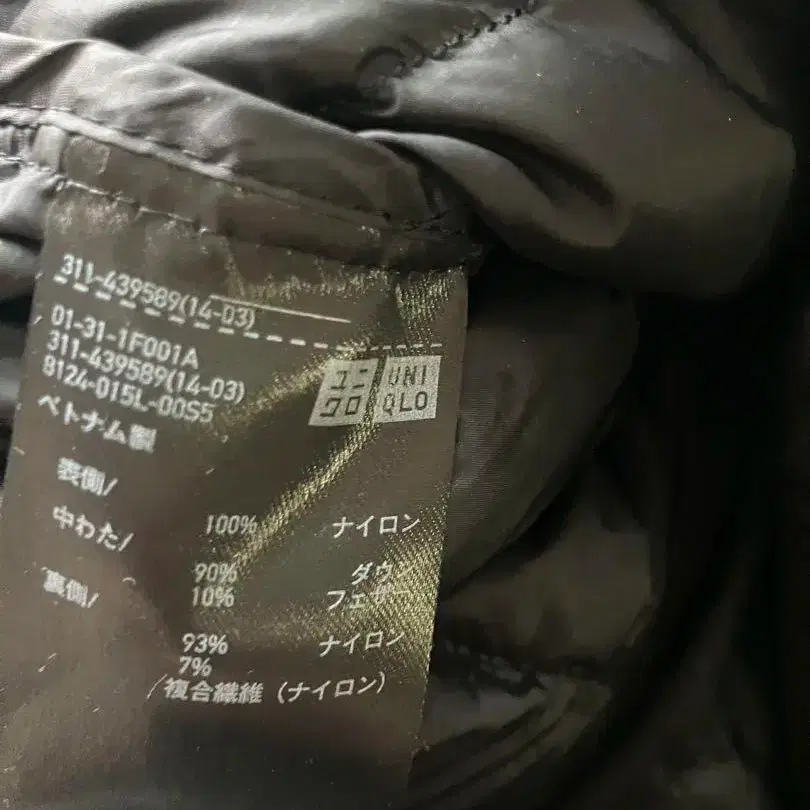 311-439589(14-03)
01-31-1F001A
311-439589(14-03)
8124-015L-00S5
ベトナム製
ユニ
クロ
UNI
QLO
表側/
100% ナイロン
中わた/
90% ダウン
10% フェザー
裏側/
93% ナイロン
7%
複合繊維(ナイロン)